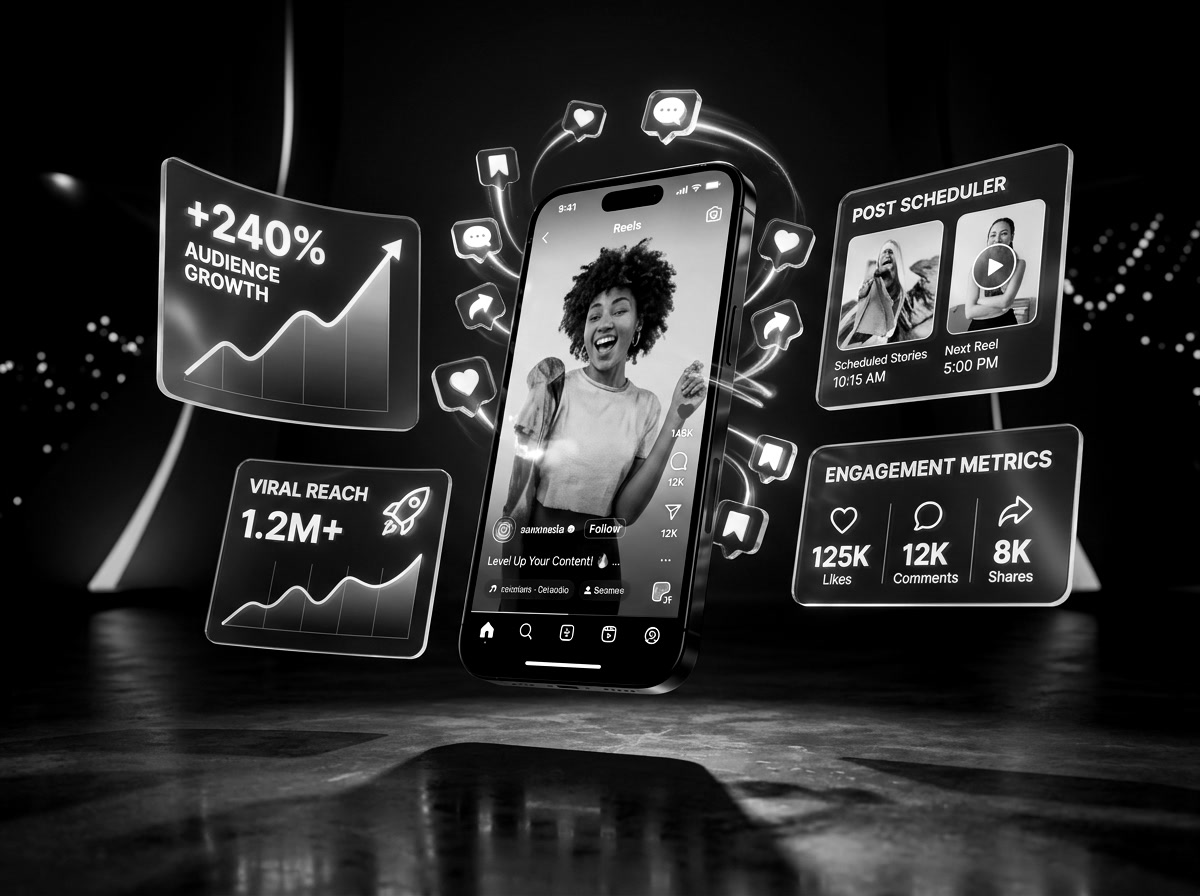 +240%
AUDIENCE
GROWTH
VIRAL REACH
1.2M+
9:41
Reels
12K
12K
Follow
Level Up Your Content! ...
POST SCHEDULER
Scheduled Stories
10:15 AM
Next Reel
5:00 PM
ENGAGEMENT METRICS
125K
Likes
12K
Comments
8K
Shares